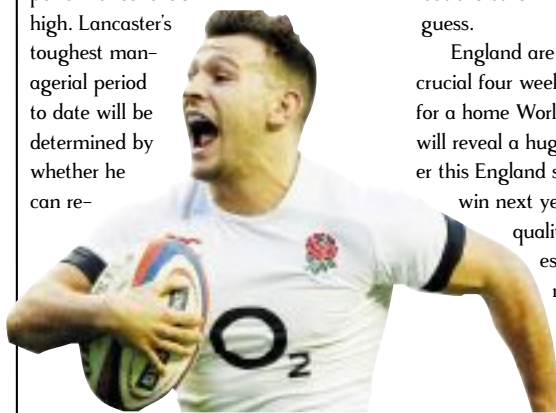 high. Lancaster's
toughest man-
agerial period
to date will be
determined by
whether he
can re-
guess.
England are
crucial four week
for a home Worl
will reveal a hug
er this England s
win next ye
quali
es
O2